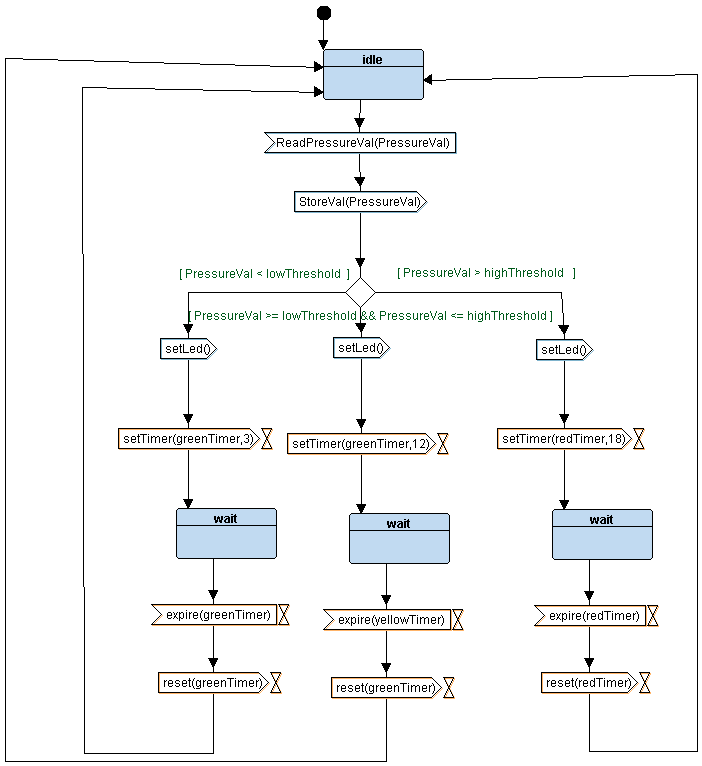 idle
ReadPressureVal(PressureVal)
StoreVal(PressureVal)
[ PressureVal < lowThreshold ]
[ PressureVal > highThreshold ]
[ PressureVal >= lowThreshold && PressureVal <= highThreshold ]
setLed()
setLed()
setLed()
setTimer(greenTimer,3)
setTimer(greenTimer,12)
setTimer(redTimer,18)
wait
wait
wait
expire(greenTimer)
expire(yellowTimer)
expire(redTimer)
reset(greenTimer)
reset(greenTimer)
reset(redTimer)